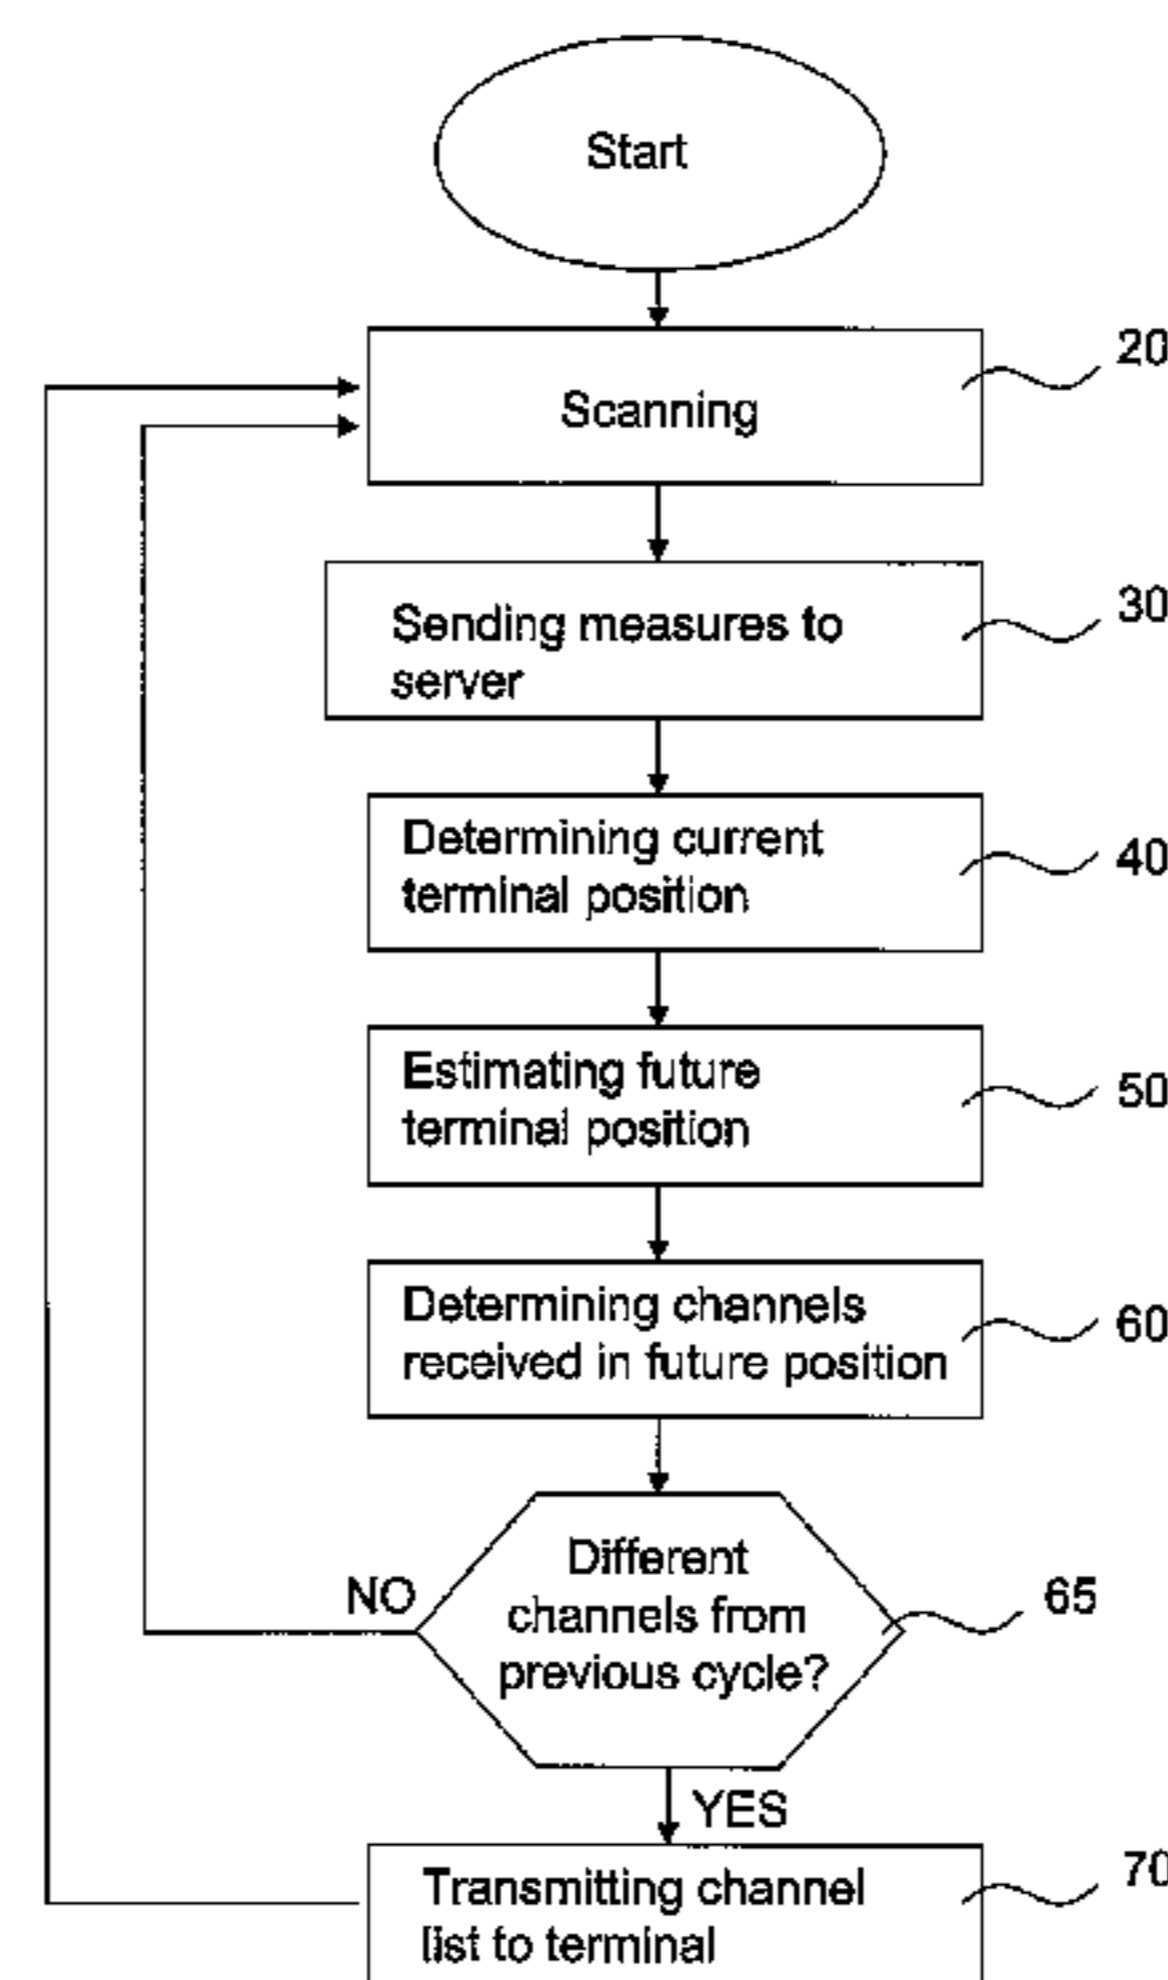 Start
20
Scanning
30
Sending measures to
server
Determining current
terminal position
40
Estimating future
terminal position
50
Determining channels
received in future position
60
NO
Different
channels from
previous cycle?
65
YES
Transmitting channel
list to terminal
70